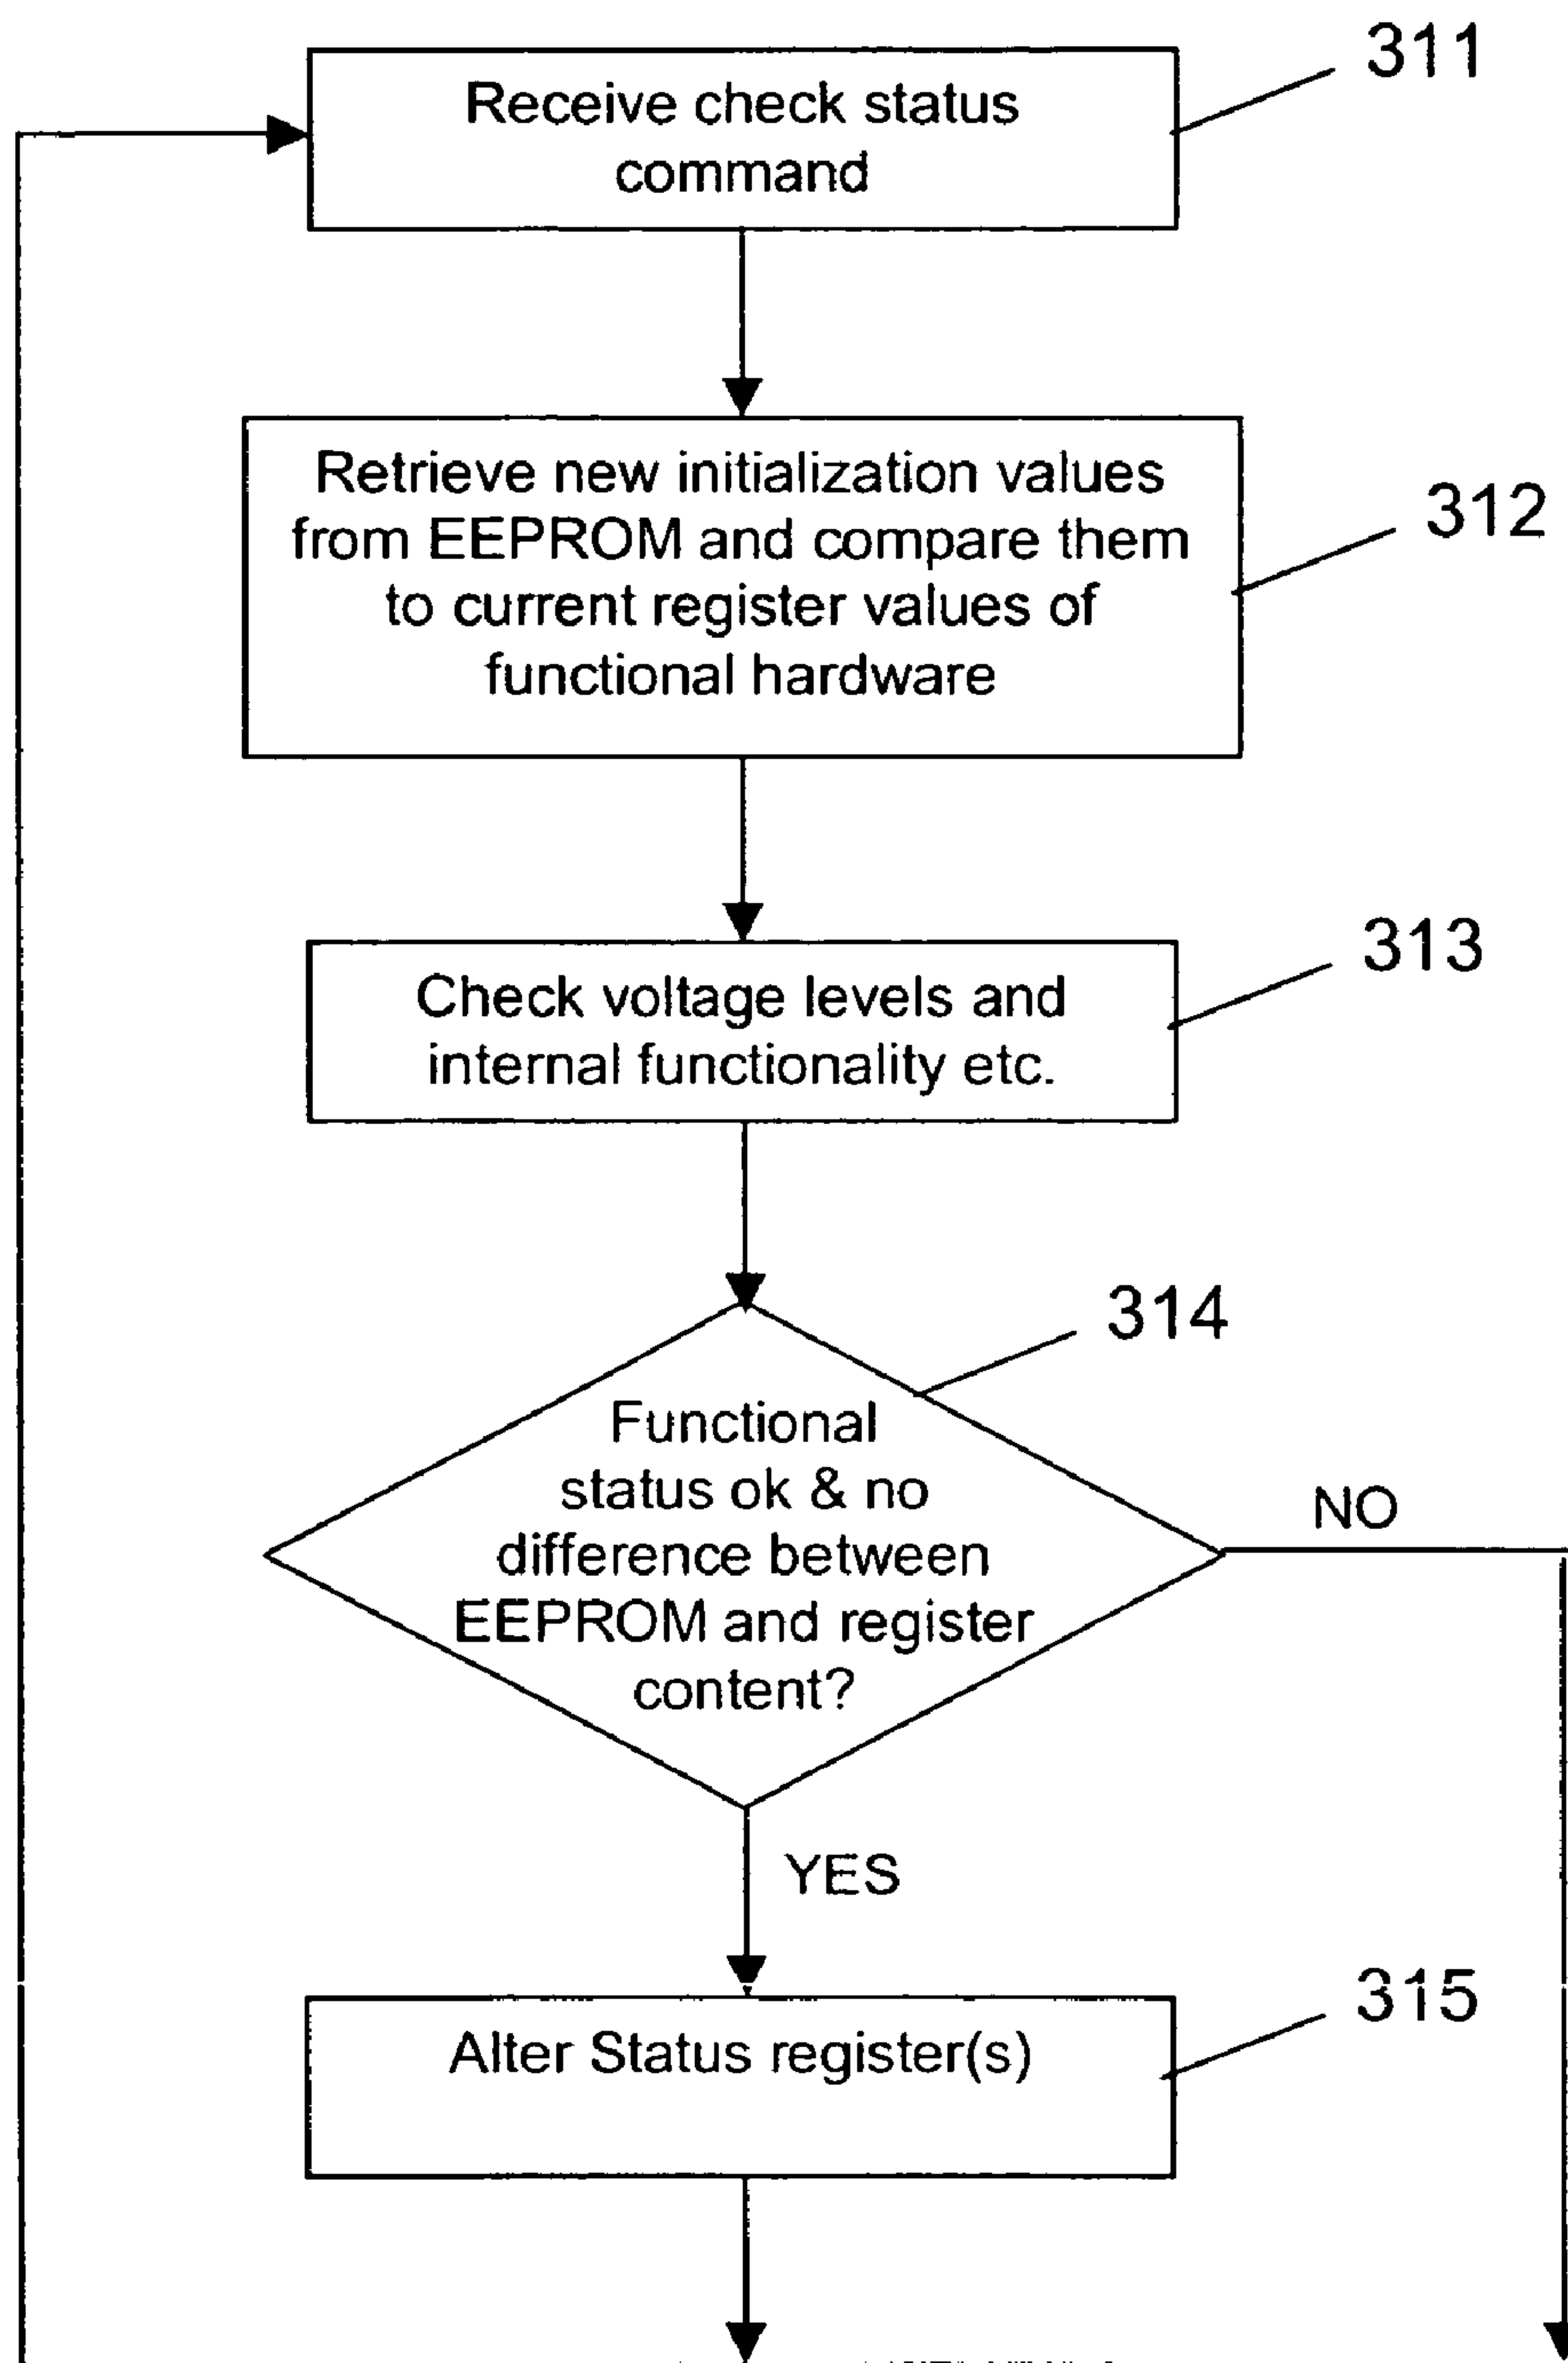 311
Receive check status
command
312
Retrieve new initialization values
from EEPROM and compare them
to current register values of
functional hardware
313
Check voltage levels and
internal functionality etc.
314
Functional
status ok & no
difference between
EEPROM and register
content?
NO
YES
315
Alter Status register(s)